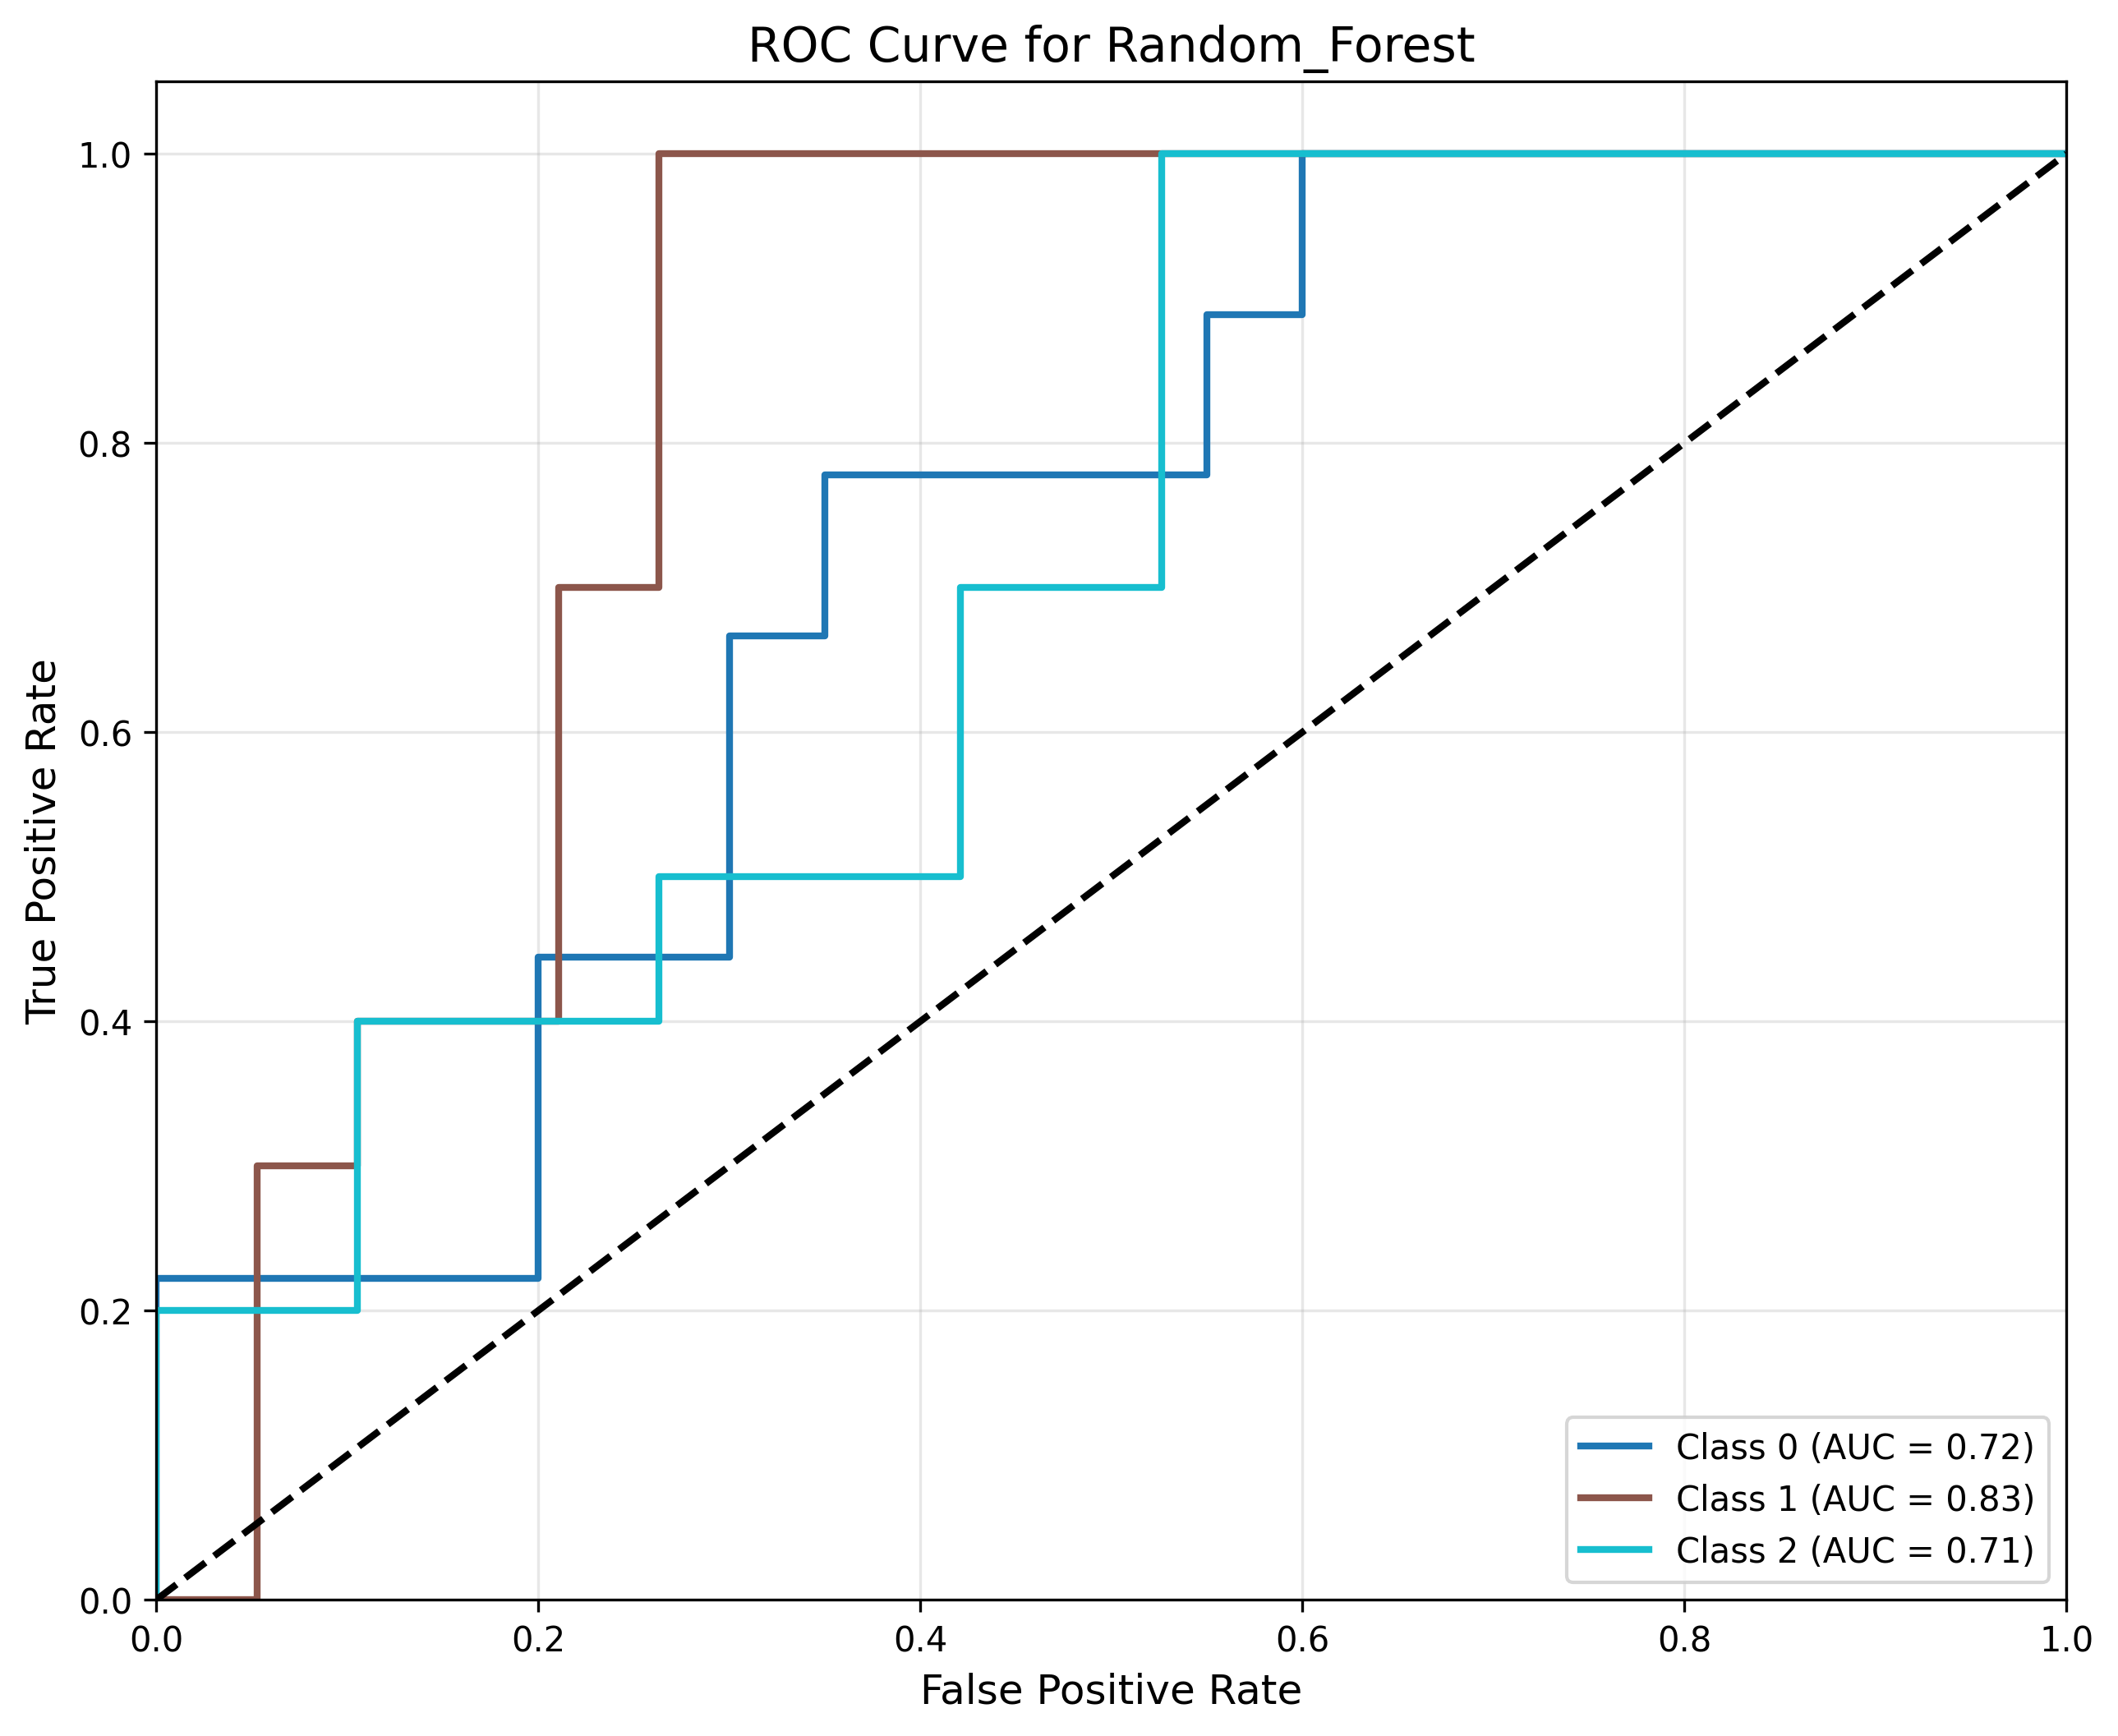 ROC Curve for Random_Forest
1.0
0.8
0.6
0.4
0.2
0.0
True Positive Rate
0.0 0.2 0.4 0.6 0.8 1.0
False Positive Rate
Class 0 (AUC = 0.72)
Class 1 (AUC = 0.83)
Class 2 (AUC = 0.71)